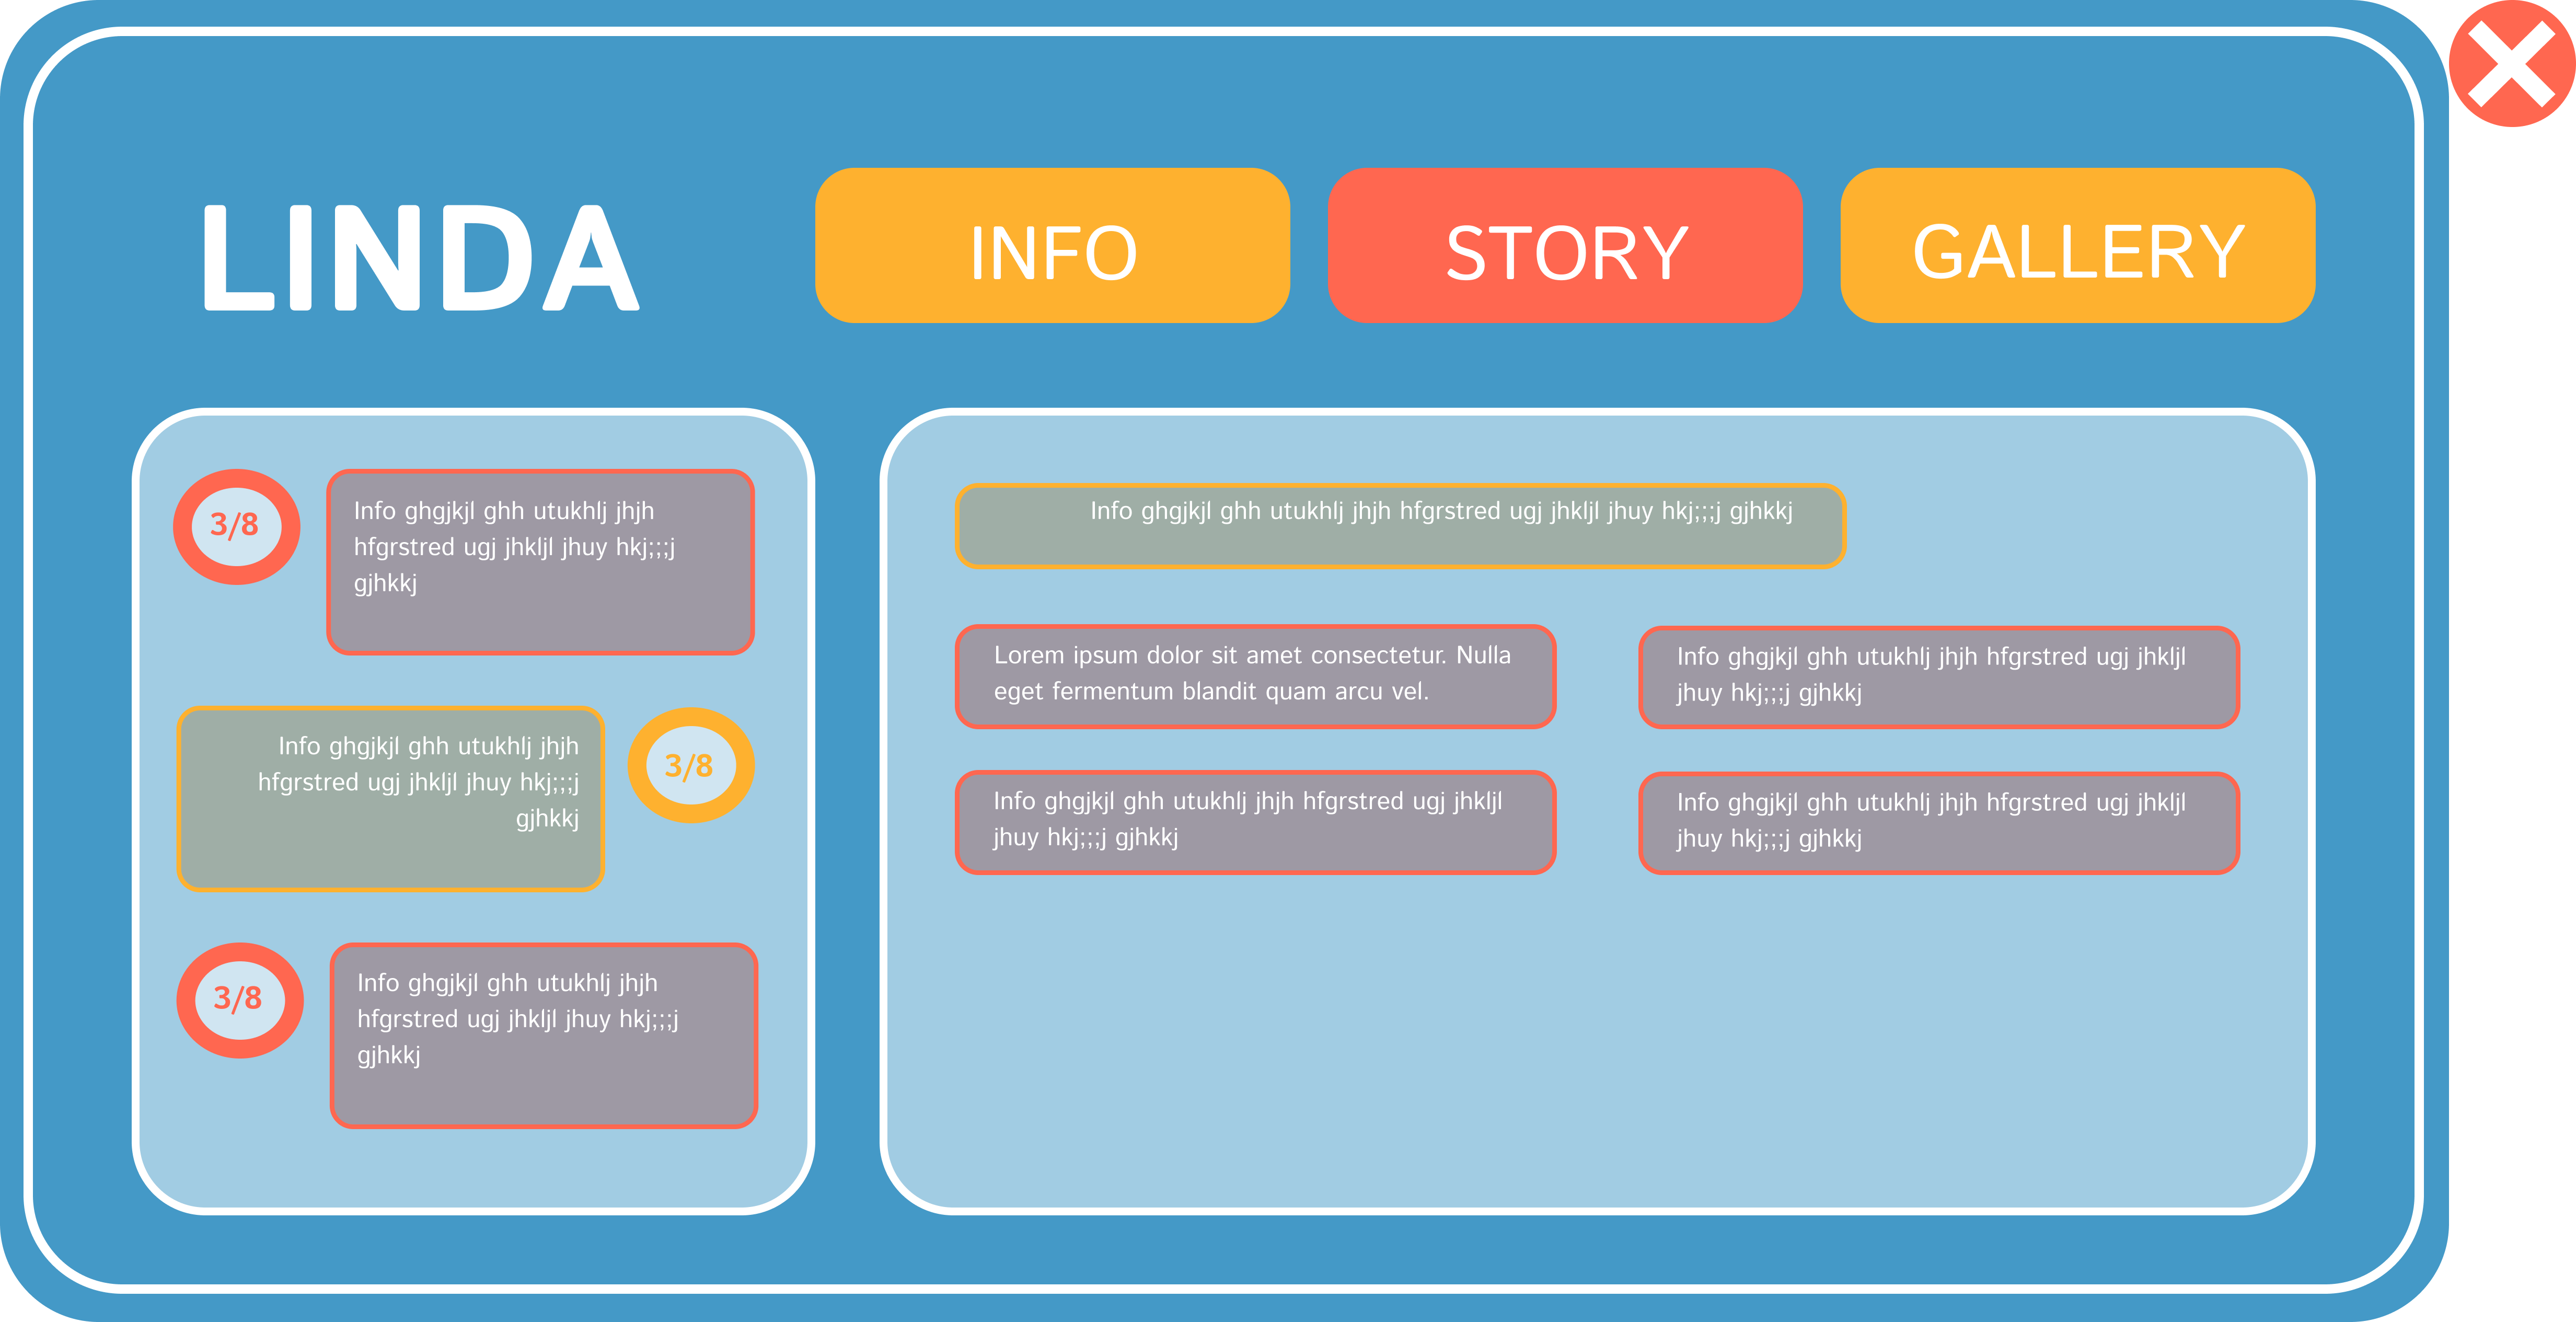 LINDA
INFO
STORY
GALLERY
3/8
Info ghgjkjl ghh utukhlj jhjh
hfgrstred ugj jhkljl jhuy hkj;;;j
gjhkkj
Info ghgjkjl ghh utukhlj jhjh
hfgrstred ugj jhkljl jhuy hkj;;;j
gjhkkj
3/8
3/8
Info ghgjkjl ghh utukhlj jhjh
hfgrstred ugj jhkljl jhuy hkj;;;j
gjhkkj
Info ghgjkjl ghh utukhlj jhjh hfgrstred ugj jhkljl jhuy hkj;;;j gjhkkj
Lorem ipsum dolor sit amet consectetur. Nulla
eget fermentum blandit quam arcu vel.
Info ghgjkjl ghh utukhlj jhjh hfgrstred ugj jhkljl
jhuy hkj;;;j gjhkkj
Info ghgjkjl ghh utukhlj jhjh hfgrstred ugj jhkljl
jhuy hkj;;;j gjhkkj
Info ghgjkjl ghh utukhlj jhjh hfgrstred ugj jhkljl
jhuy hkj;;;j gjhkkj